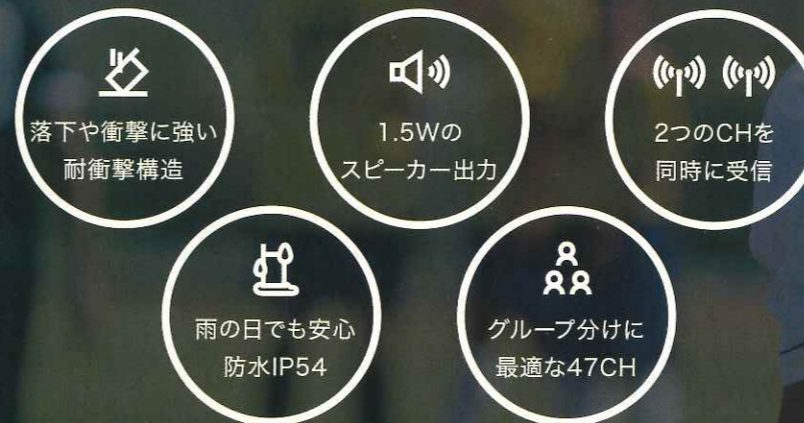 落下や衝撃に強い
耐衝撃構造
1.5Wの
スピーカー出力
2つのCHを
同時に受信
雨の日でも安心
防水IP54
グループ分けに
最適な47CH